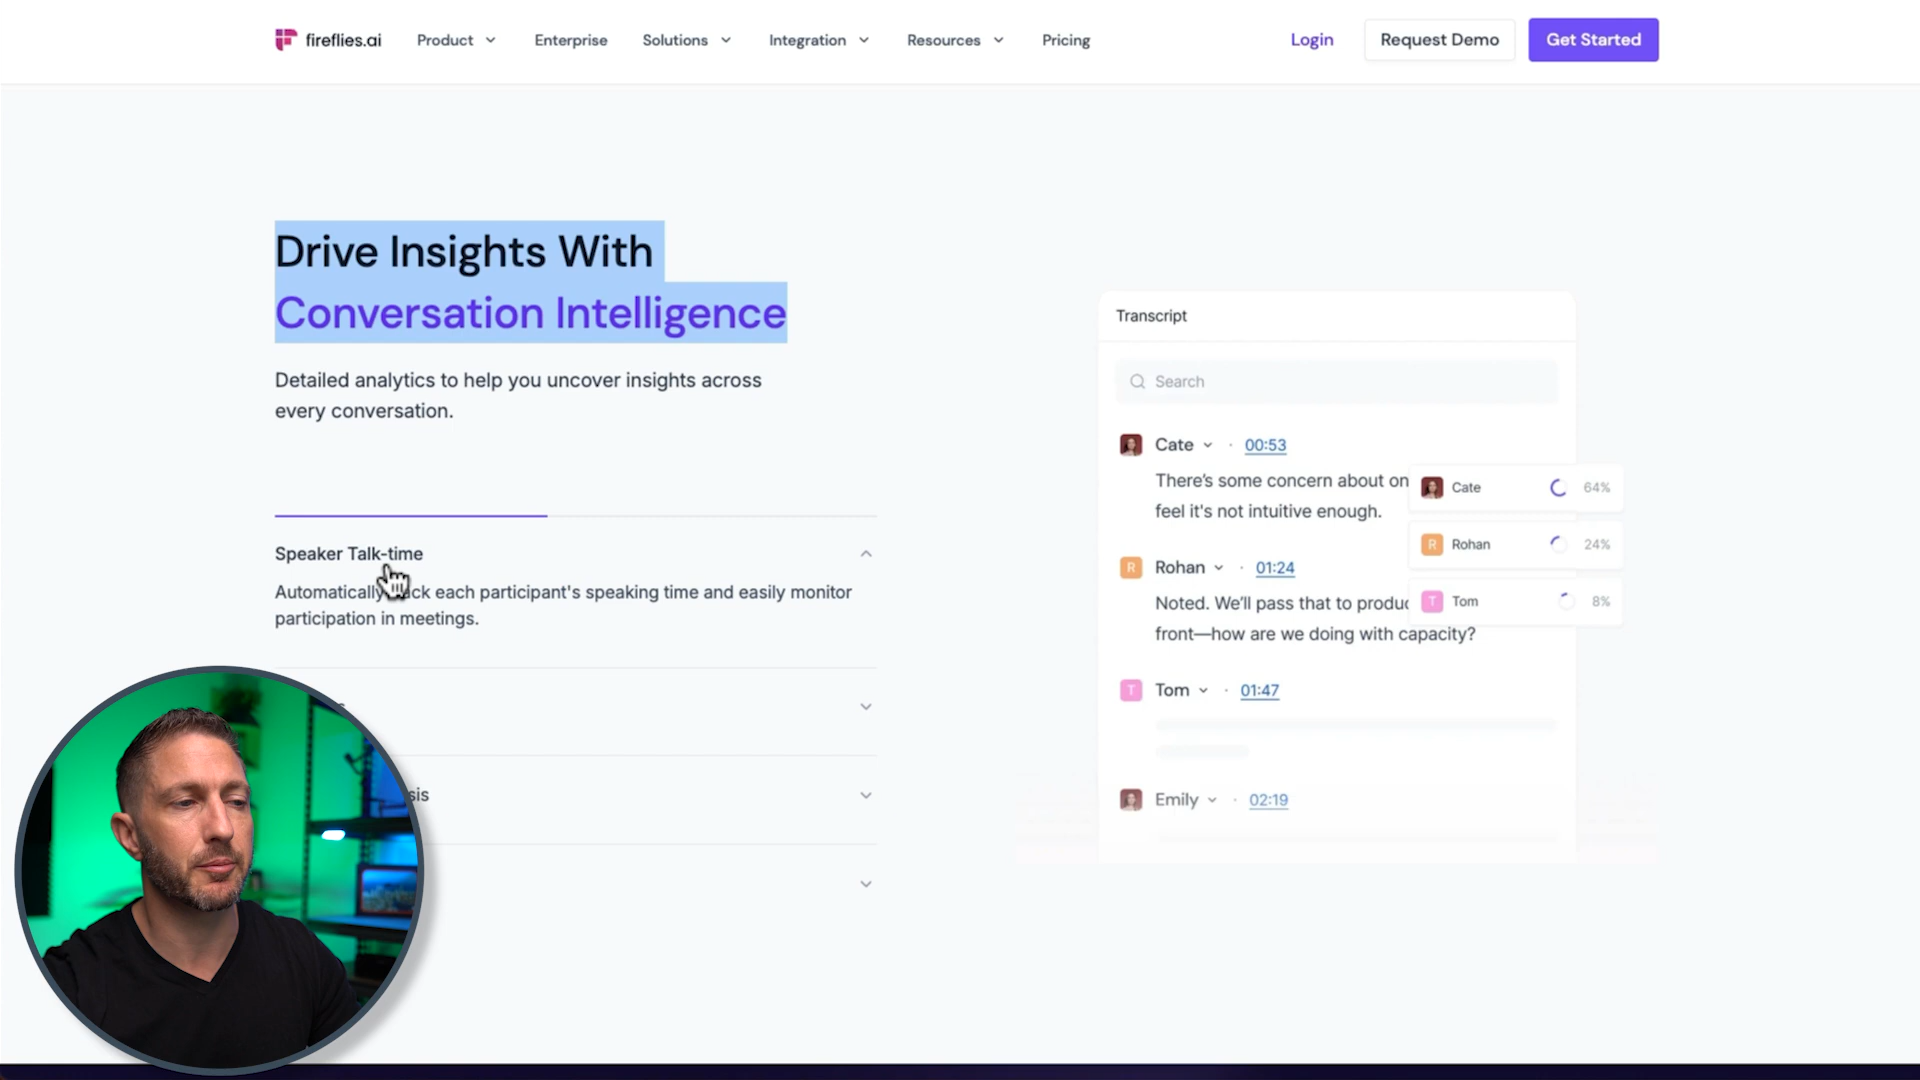 fireflies.ai
Product
Enterprise
Solutions
Integration
Resources
Pricing
Login
Request Demo
Get Started
Drive Insights With
Conversation Intelligence
Detailed analytics to help you uncover insights across
every conversation.
Speaker Talk-time
Automatically each participant's speaking time and easily monitor
participation in meetings.
Transcript
Search
Cate · 00:53
There's some concern about on
feel it's not intuitive enough.
Rohan · 01:24
Noted. We'll pass that to produc
front—how are we doing with capacity?
T Tom · 01:47
Emily · 02:19
Cate 64%
R Rohan 24%
T Tom 8%